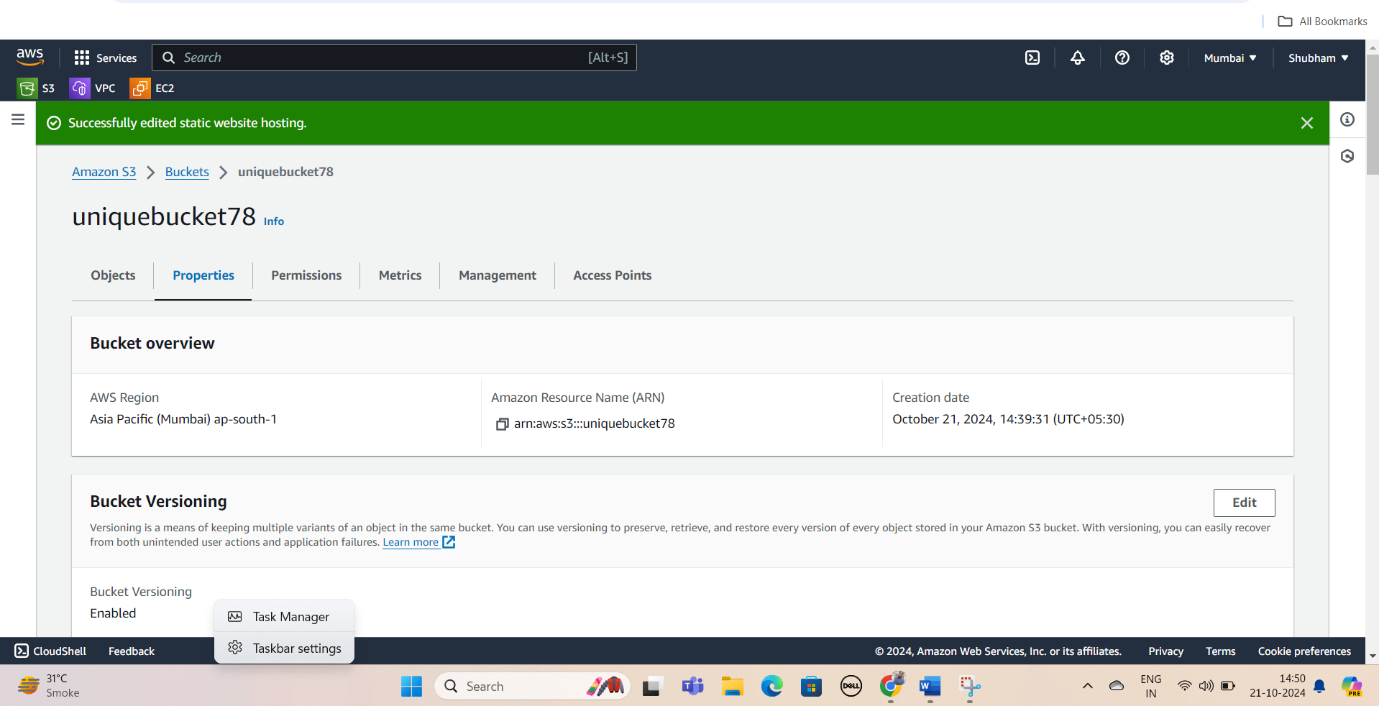 All Bookmarks
aws Services Search [Alt+S] Mumbai ▼ Shubham ▼
S3 VPC EC2
Successfully edited static website hosting.
Amazon S3 > Buckets > uniquebucket78
uniquebucket78 Info
Objects Properties Permissions Metrics Management Access Points
Bucket overview
AWS Region
Asia Pacific (Mumbai) ap-south-1
Amazon Resource Name (ARN)
arn:aws:s3:::uniquebucket78
Creation date
October 21, 2024, 14:39:31 (UTC+05:30)
Bucket Versioning
Edit
Versioning is a means of keeping multiple variants of an object in the same bucket. You can use versioning to preserve, retrieve, and restore every version of every object stored in your Amazon S3 bucket. With versioning, you can easily recover
from both unintended user actions and application failures. Learn more
Bucket Versioning
Enabled
Task Manager
Taskbar settings
CloudShell Feedback © 2024, Amazon Web Services, Inc. or its affiliates. Privacy Terms Cookie preferences
31°C
Smoke
Search
DELL
ENG
IN
14:50
21-10-2024
PRE